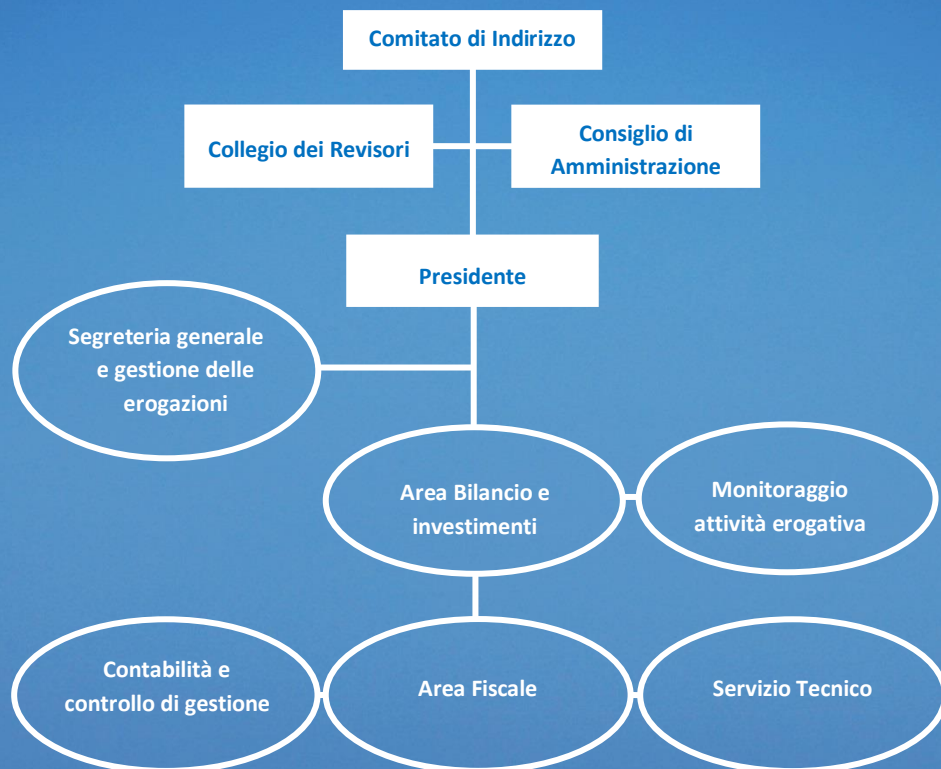 Comitato di Indirizzo
Collegio dei Revisori
Consiglio di
Amministrazione
Presidente
Segreteria generale
e gestione delle
erogazioni
Area Bilancio e
investimenti
Monitoraggio
attività erogativa
Contabilità e
controllo di gestione
Area Fiscale
Servizio Tecnico